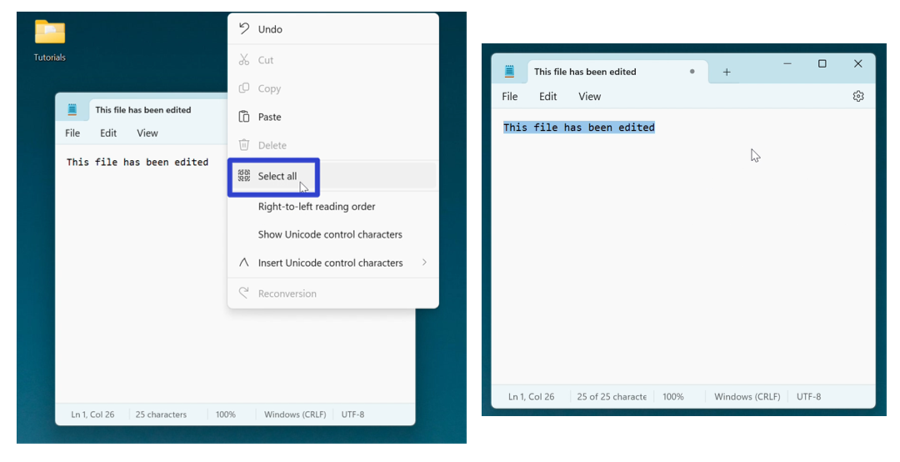 Tutorials
This file has been edited
File Edit View
This file has been edited
Ln 1, Col 26 25 characters 100% Windows (CRLF) UTF-8
Undo
Cut
Copy
Paste
Delete
Select all
Right-to-left reading order
Show Unicode control characters
Insert Unicode control characters
Reconversion
This file has been edited
File Edit View
This file has been edited
Ln 1, Col 26 25 of 25 characte 100% Windows (CRLF) UTF-8